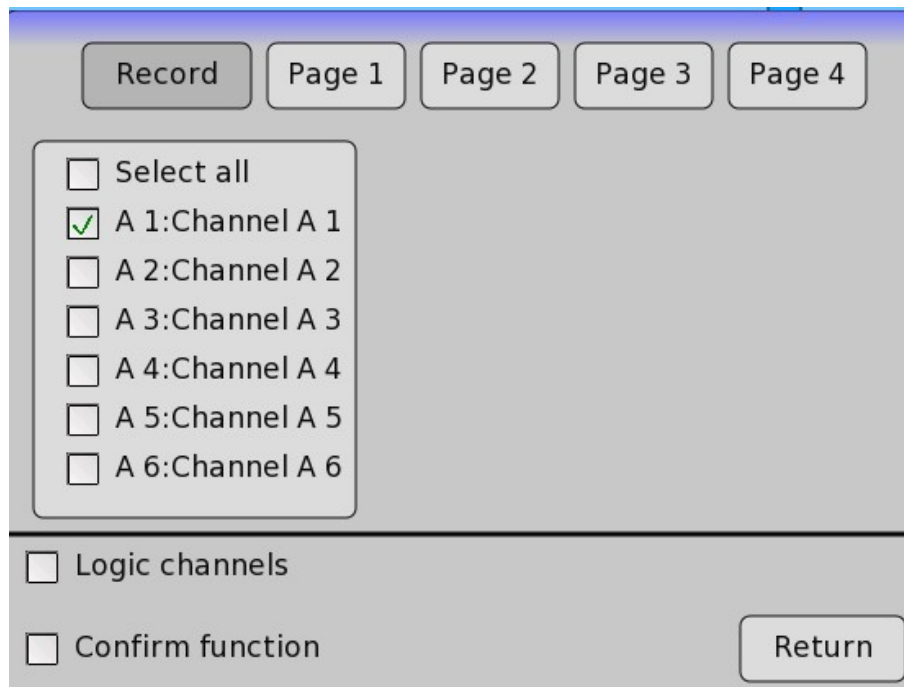 Record Page 1 Page 2 Page 3 Page 4
Select all
A 1:Channel A 1
A 2:Channel A 2
A 3:Channel A 3
A 4:Channel A 4
A 5:Channel A 5
A 6:Channel A 6
Logic channels
Confirm function
Return